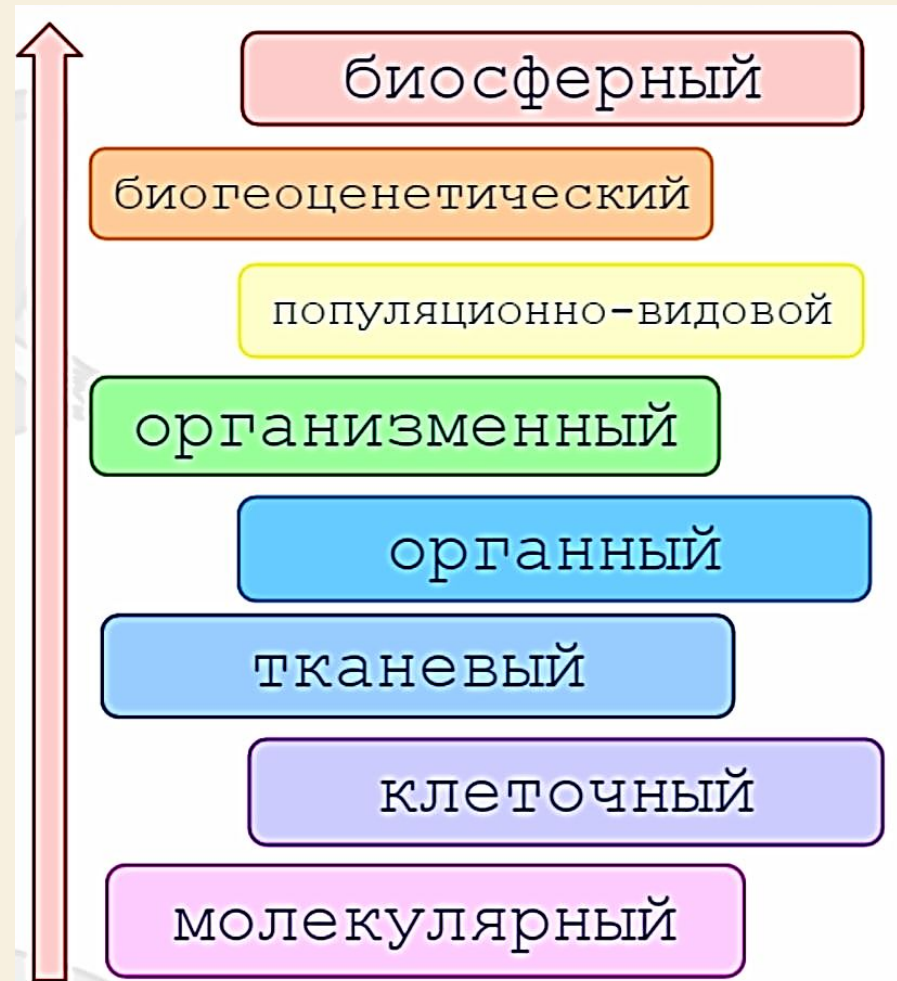 биосферный
биогеоценетический
популяционно-видовой
организменный
органный
тканевый
клеточный
молекулярный